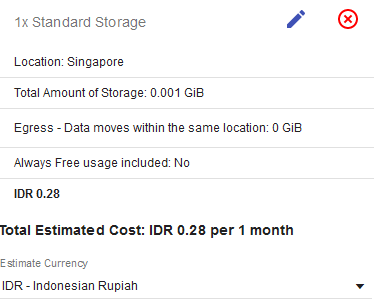 1x Standard Storage
Location: Singapore
Total Amount of Storage: 0.001 GiB
Egress - Data moves within the same location: 0 GiB
Always Free usage included: No
IDR 0.28
Total Estimated Cost: IDR 0.28 per 1 month
Estimate Currency
IDR - Indonesian Rupiah